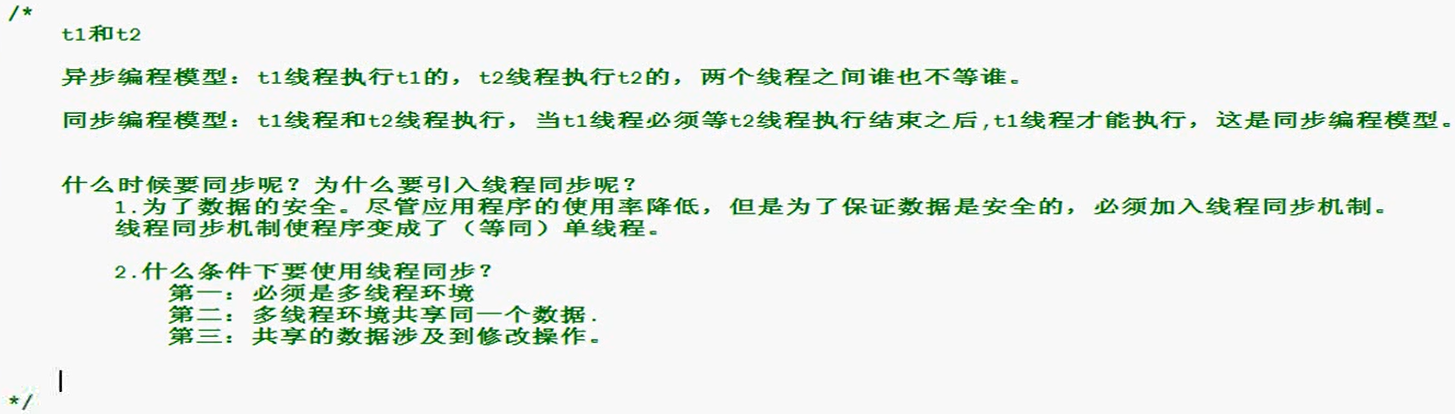 /*
t1和t2
异步编程模型：t1线程执行t1的，t2线程执行t2的，两个线程之间谁也不等谁。
同步编程模型：t1线程和t2线程执行，当t1线程必须等t2线程执行结束之后,t1线程才能执行，这是同步编程模型。
什么时候要同步呢？为什么要引入线程同步呢？
1.为了数据的安全。尽管应用程序的使用率降低，但是为了保证数据是安全的，必须加入线程同步机制。
线程同步机制使程序变成了（等同）单线程。
2.什么条件下要使用线程同步？
第一：必须是多线程环境
第二：多线程环境共享同一个数据.
第三：共享的数据涉及到修改操作。
*/